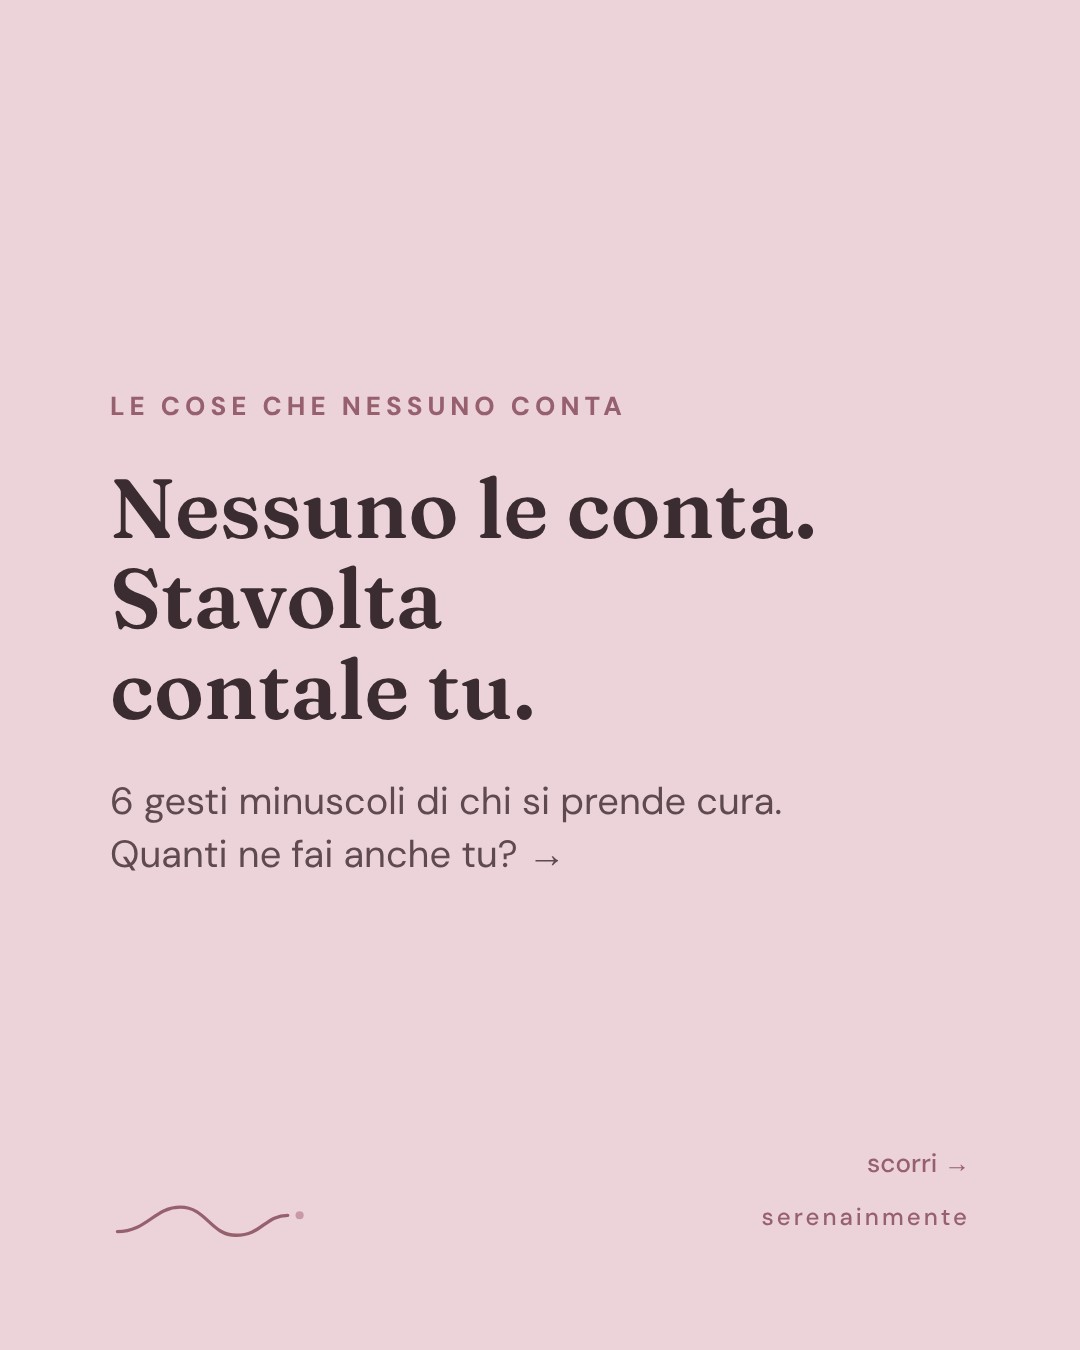 LE COSE CHE NESSUNO CONTA
Nessuno le conta.
Stavolta
contale tu.
6 gesti minuscoli di chi si prende cura.
Quanti ne fai anche tu? →
scorri →
serenainmente